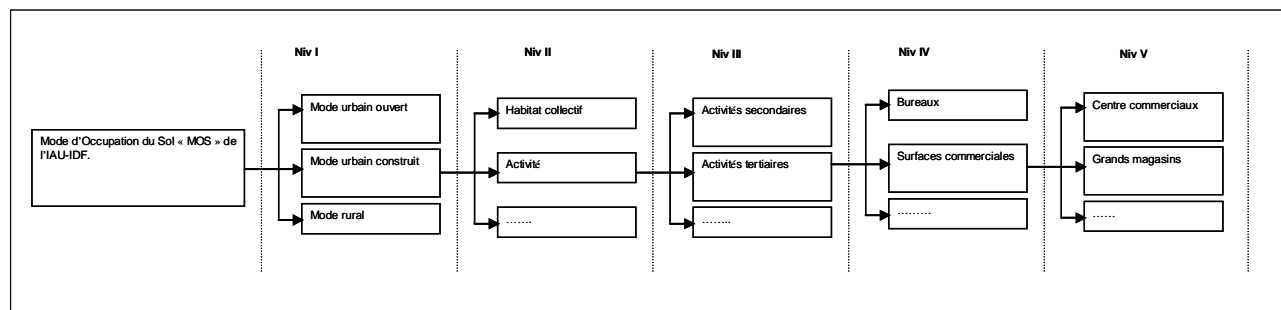 Niv I
Niv II
Niv III
Niv IV
Niv V
Mode d'Occupation du Sol « MOS » de
l'IAU-IDF.
Mode urbain ouvert
Mode urbain construit
Mode rural
Habitat collectif
Activité
.......
Activités secondaires
Activités tertiaires
........
Bureaux
Surfaces commerciales
.........
Centre commerciaux
Grands magasins
......